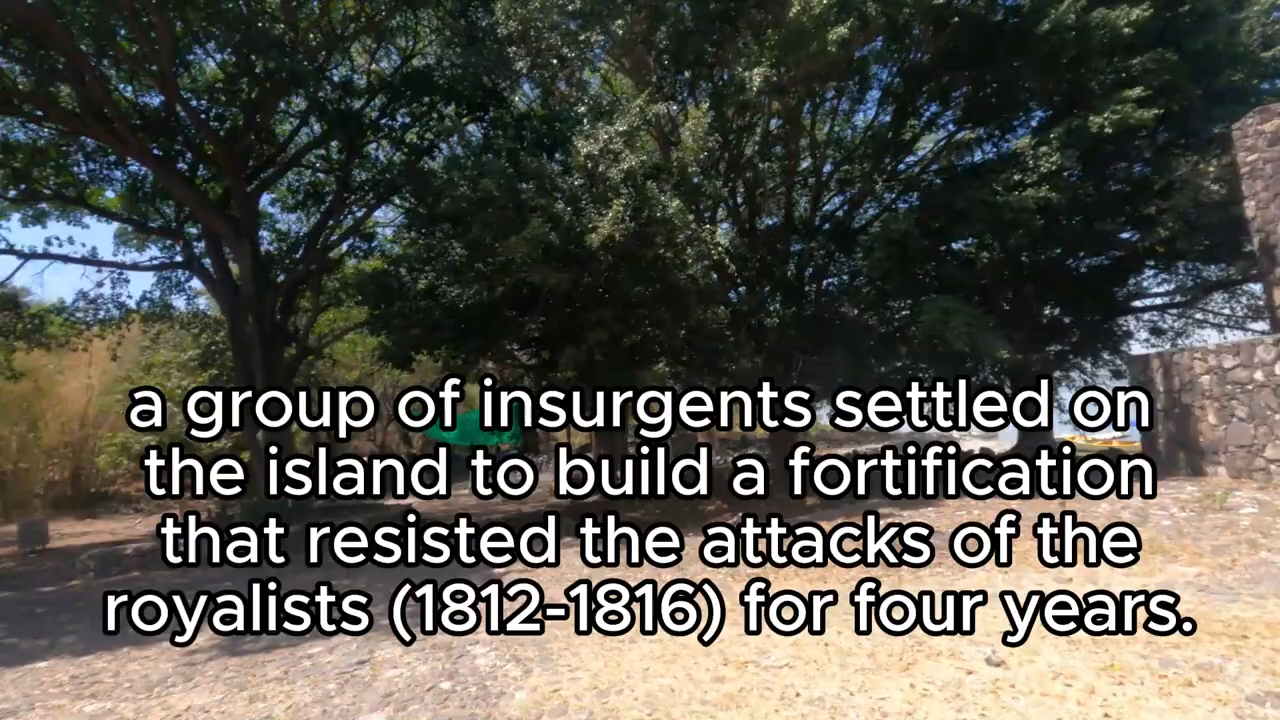 a group of insurgents settled on
the island to build a fortification
that resisted the attacks of the
royalists (1812-1816) for four years.